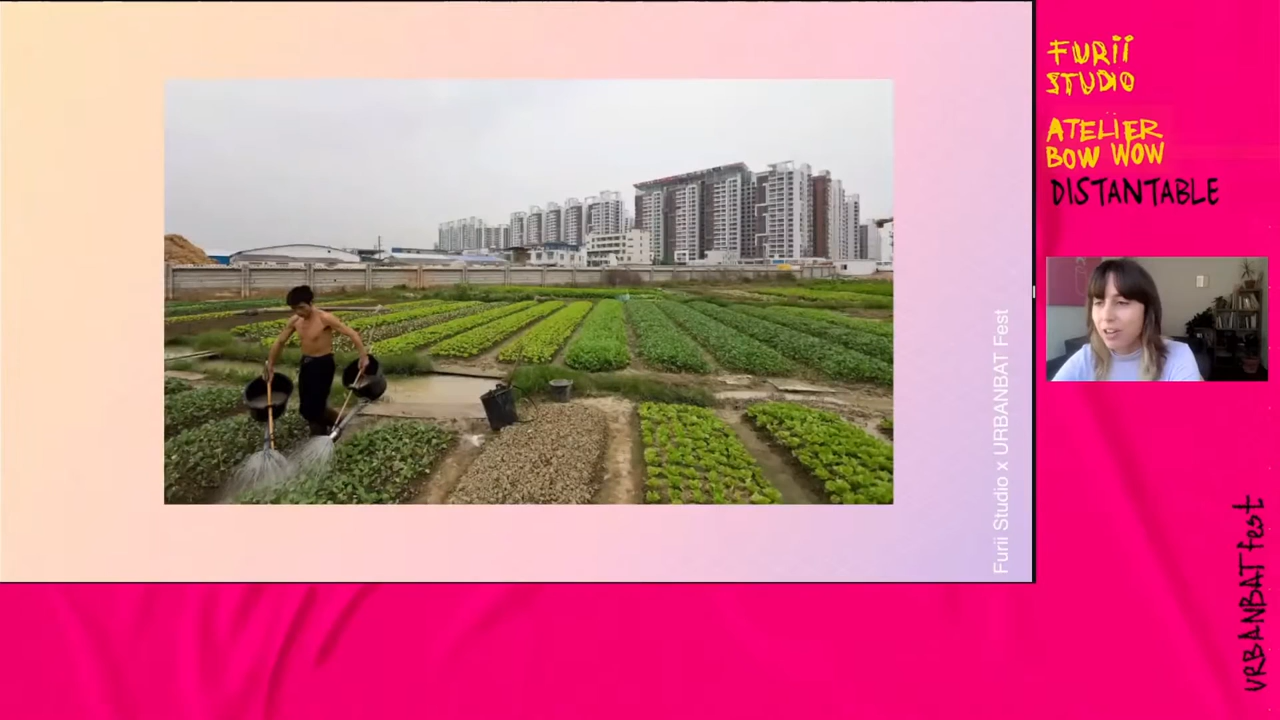 FURII
STUDIO
ATELIER
BOW WOW
DISTANTABLE
Furii Studio x URBANBAT Fest
URBANBAT fest